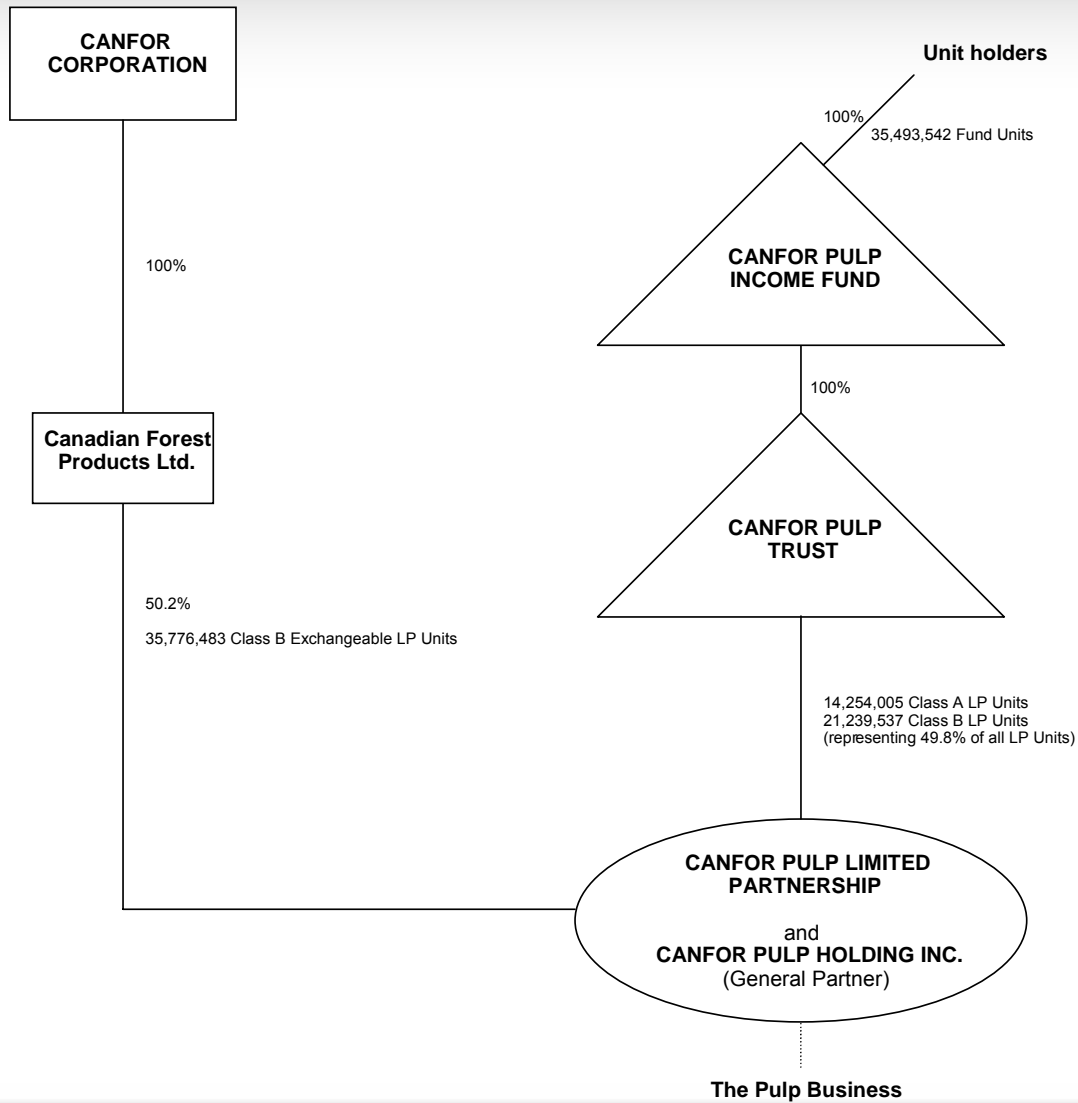 CANFOR
CORPORATION
Unit holders
100%
35,493,542 Fund Units
CANFOR PULP
INCOME FUND
100%
100%
Canadian Forest
Products Ltd.
CANFOR PULP
TRUST
50.2%
35,776,483 Class B Exchangeable LP Units
14,254,005 Class A LP Units
21,239,537 Class B LP Units
(representing 49.8% of all LP Units)
CANFOR PULP LIMITED
PARTNERSHIP
and
CANFOR PULP HOLDING INC.
(General Partner)
The Pulp Business